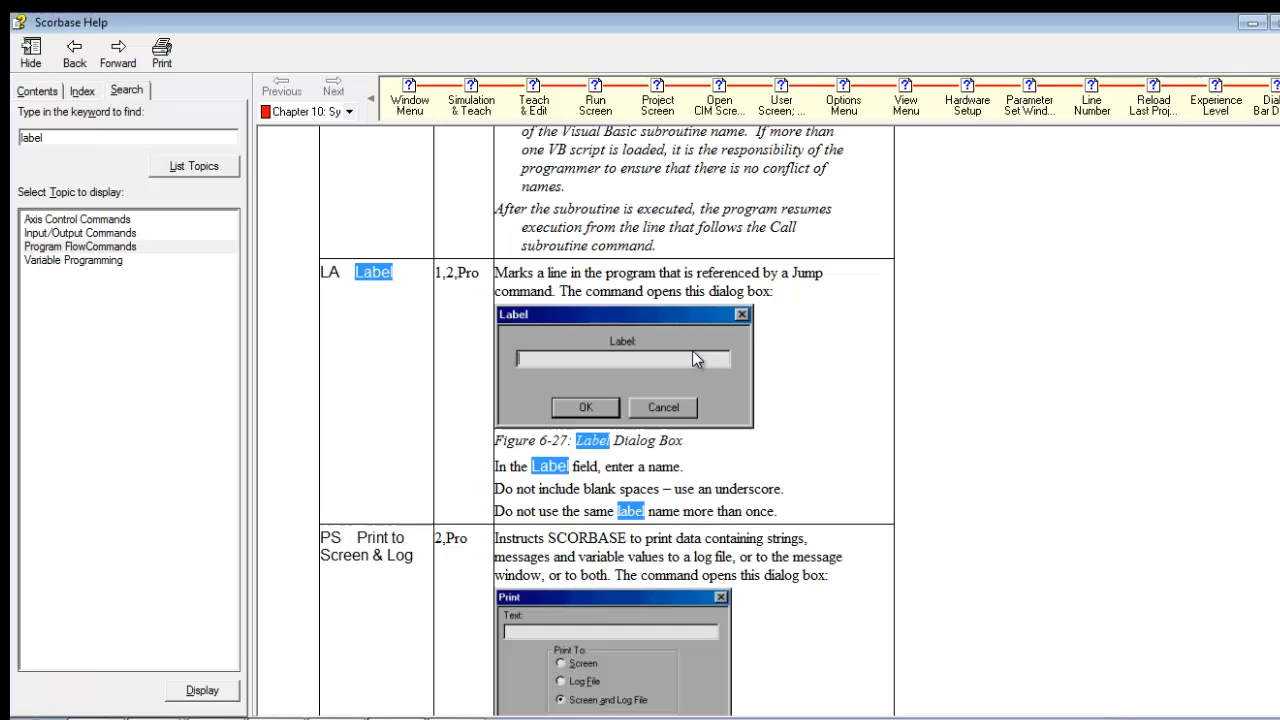 Scorbase Help
Hide
Back
Forward
Print
Contents
Index
Search
Type in the keyword to find:
label
List Topics
Select Topic to display:
Axis Control Commands
Input/Output Commands
Program FlowCommands
Variable Programming
Display
Previous
Next
Chapter 10: Sy
Window Menu
Simulation & Teach
Teach & Edit
Run Screen
Project Screen
Open CIM Scre...
User Screen; ...
Options Menu
View Menu
Hardware Setup
Parameter Set Wind...
Line Number
Reload Last Proj...
Experience Level
Dial
Bar D
of the Visual Basic subroutine name. If more than
one VB script is loaded, it is the responsibility of the
programmer to ensure that there is no conflict of
names.
After the subroutine is executed, the program resumes
execution from the line that follows the Call
subroutine command.
LA Label
1,2,Pro
Marks a line in the program that is referenced by a Jump
command. The command opens this dialog box:
Label
Label:
OK
Cancel
Figure 6-27: Label Dialog Box
In the Label field, enter a name.
Do not include blank spaces – use an underscore.
Do not use the same label name more than once.
PS Print to
Screen & Log
2,Pro
Instructs SCORBASE to print data containing strings,
messages and variable values to a log file, or to the message
window, or to both. The command opens this dialog box:
Print
Text:
Print To:
Screen
Log File
Screen and Log File